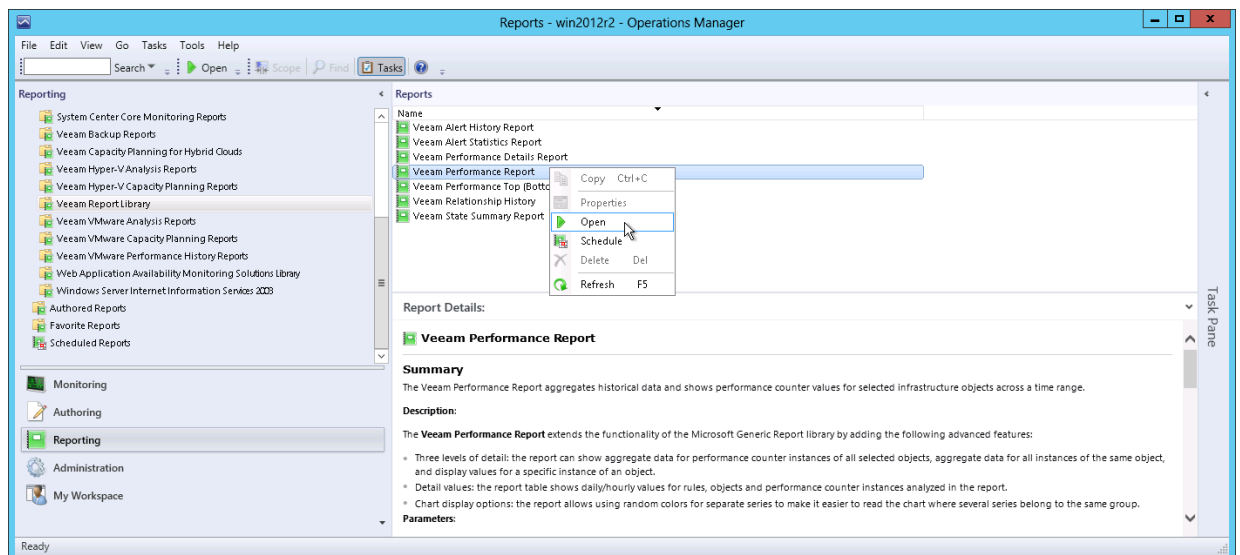 Reports - win2012r2 - Operations Manager
File Edit View Go Tasks Tools Help
Search Open Scope Find Tasks
Reporting
System Center Core Monitoring Reports
Veeam Backup Reports
Veeam Capacity Planning for Hybrid Clouds
Veeam Hyper-V Analysis Reports
Veeam Hyper-V Capacity Planning Reports
Veeam Report Library
Veeam VMware Analysis Reports
Veeam VMware Capacity Planning Reports
Veeam VMware Performance History Reports
Web Application Availability Monitoring Solutions Library
Windows Server Internet Information Services 2003
Authored Reports
Favorite Reports
Scheduled Reports
Monitoring
Authoring
Reporting
Administration
My Workspace
Reports
Name
Veeam Alert History Report
Veeam Alert Statistics Report
Veeam Performance Details Report
Veeam Performance Report
Veeam Performance Top (Botto
Veeam Relationship History
Veeam State Summary Report
Copy Ctrl+C
Properties
Open
Schedule
Delete Del
Refresh F5
Report Details:
Veeam Performance Report
Summary
The Veeam Performance Report aggregates historical data and shows performance counter values for selected infrastructure objects across a time range.
Description:
The Veeam Performance Report extends the functionality of the Microsoft Generic Report library by adding the following advanced features:
Three levels of detail: the report can show aggregate data for performance counter instances of all selected objects, aggregate data for all instances of the same object,
and display values for a specific instance of an object.
Detail values: the report table shows daily/hourly values for rules, objects and performance counter instances analyzed in the report.
Chart display options: the report allows using random colors for separate series to make it easier to read the chart where several series belong to the same group.
Parameters:
Task Pane
Ready